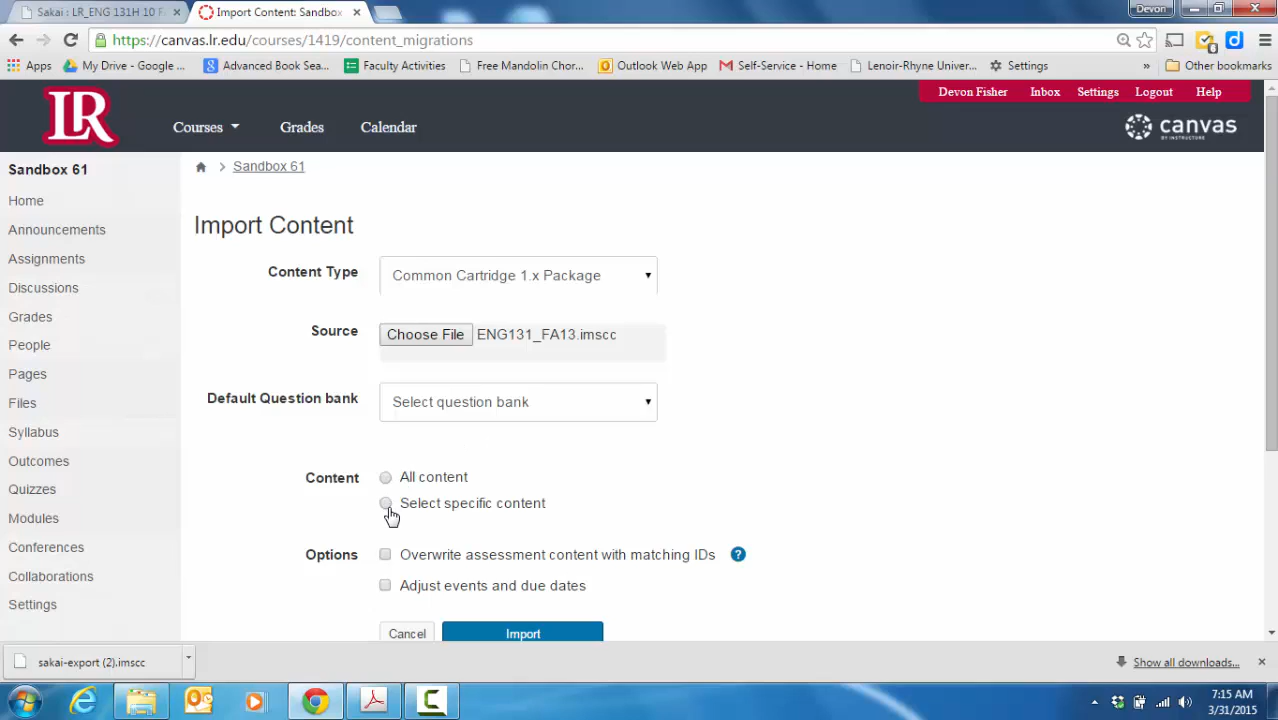 Sakai : LR_ENG 131H 10 F
Import Content: Sandbox
Devon
https://canvas.lr.edu/courses/1419/content_migrations
Apps
My Drive - Google ...
Advanced Book Sea...
Faculty Activities
Free Mandolin Chor...
Outlook Web App
Self-Service - Home
Lenoir-Rhyne Univer...
Settings
»
Other bookmarks
Devon Fisher
Inbox
Settings
Logout
Help
LR
Courses
Grades
Calendar
canvas
BY INSTRUCTURE
Sandbox 61
Home
Announcements
Assignments
Discussions
Grades
People
Pages
Files
Syllabus
Outcomes
Quizzes
Modules
Conferences
Collaborations
Settings
> Sandbox 61
Import Content
Content Type
Common Cartridge 1.x Package
Source
Choose File ENG131_FA13.imscc
Default Question bank
Select question bank
Content
All content
Select specific content
Options
Overwrite assessment content with matching IDs
?
Adjust events and due dates
Cancel
Import
sakai-export (2).imscc
Show all downloads...
7:15 AM
3/31/2015